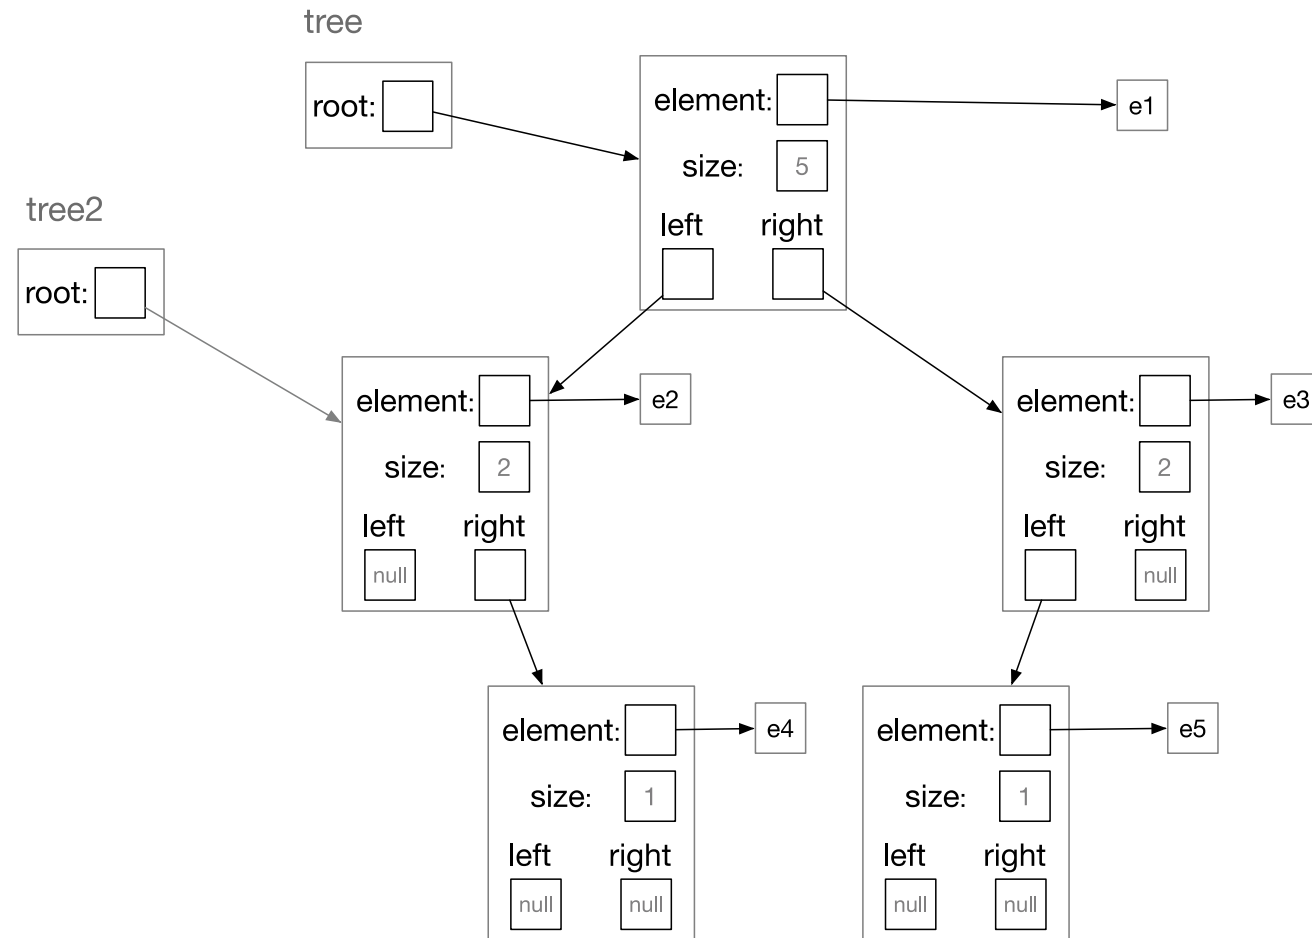 tree
root:
element:
e1
size: 5
left right
tree2
root:
element:
e2
size: 2
left right
null
element:
e3
size: 2
left right
null
element:
e4
size: 1
left right
null null
element:
e5
size: 1
left right
null null